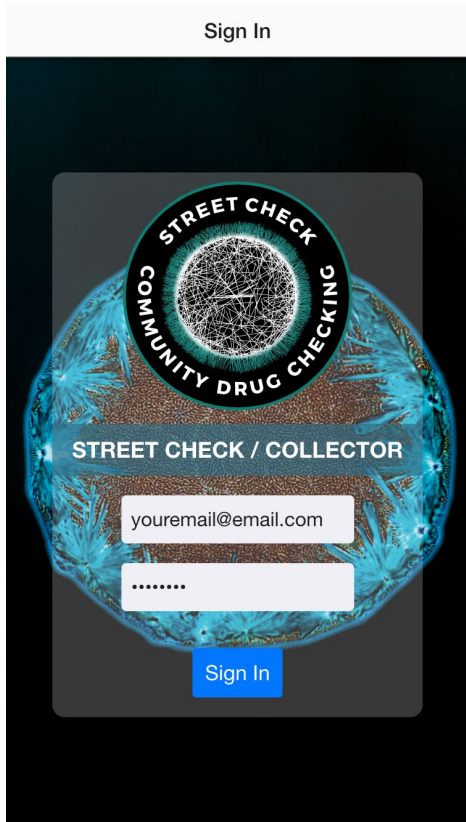 Sign In
STREET CHECK
COMMUNITY DRUG CHECKING
STREET CHECK / COLLECTOR
youremail@email.com
••••••••
Sign In